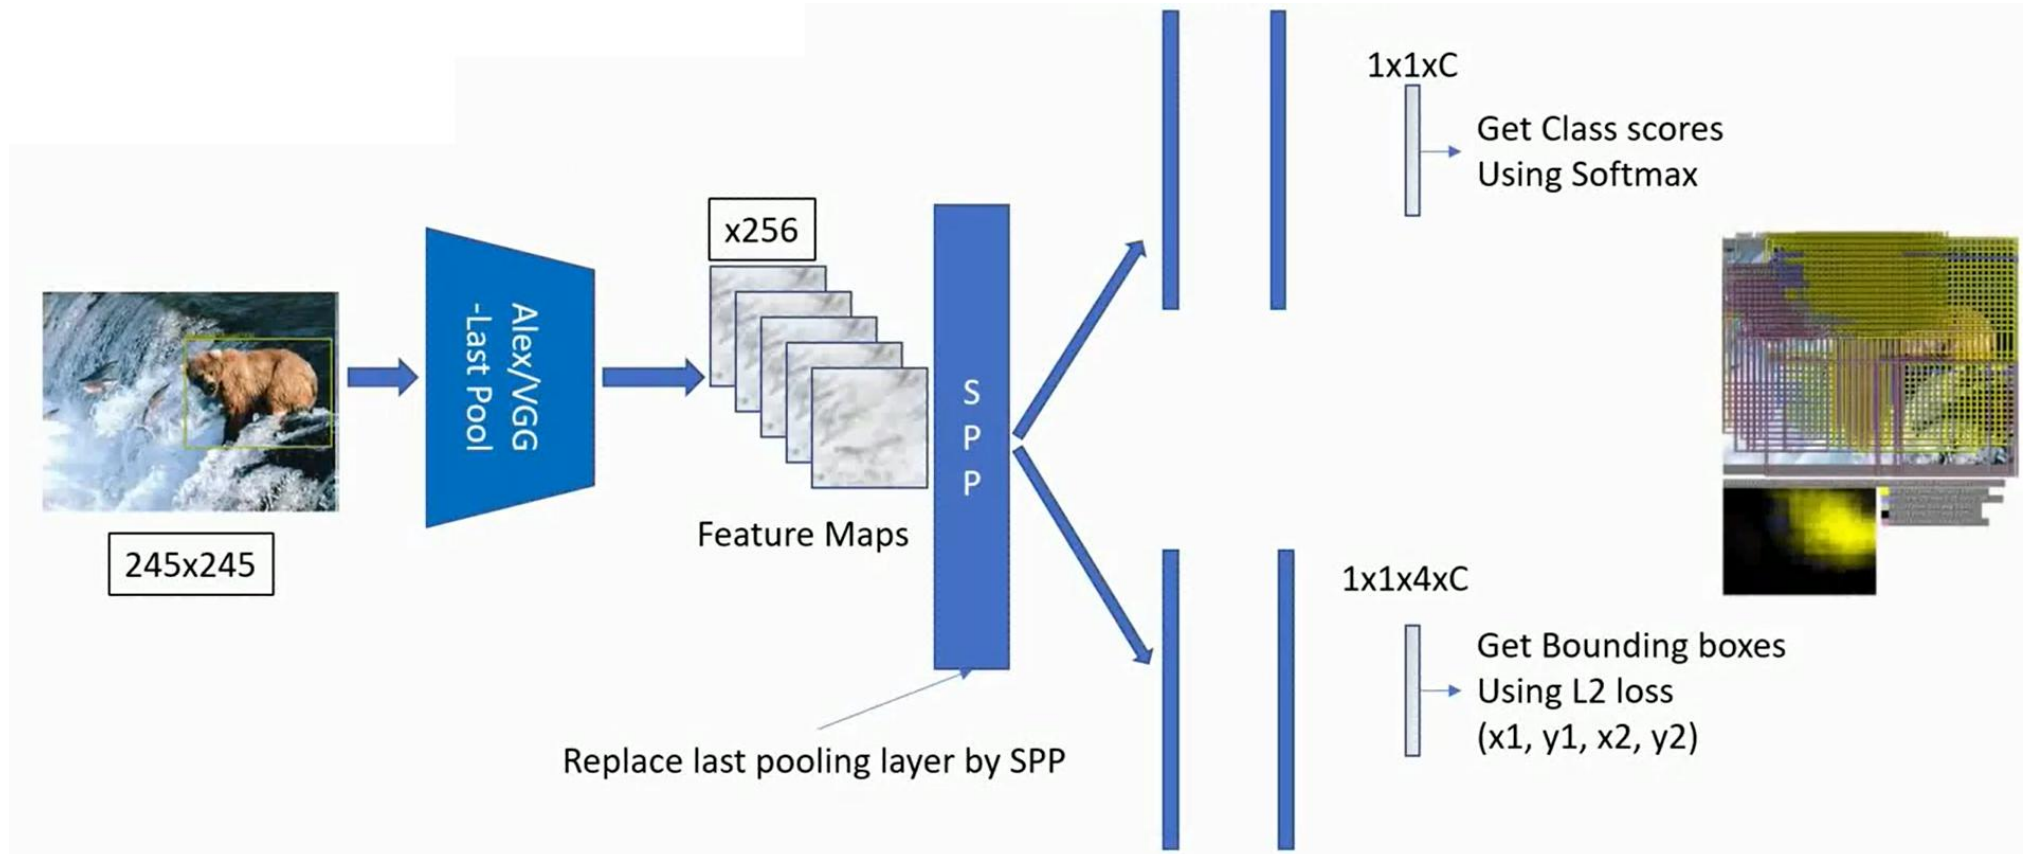 245x245
Alex/VGG
-Last Pool
x256
Feature Maps
S
P
P
Replace last pooling layer by SPP
1x1xC
Get Class scores
Using Softmax
1x1x4xC
Get Bounding boxes
Using L2 loss
(x1, y1, x2, y2)